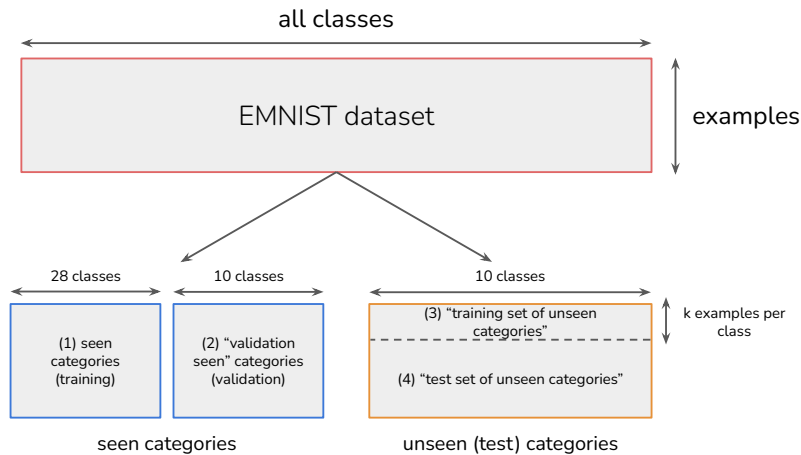 all classes
EMNIST dataset
examples
28 classes
10 classes
10 classes
(1) seen
categories
(training)
(2) “validation
seen” categories
(validation)
(3) “training set of unseen
categories”
(4) “test set of unseen categories”
k examples per
class
seen categories
unseen (test) categories